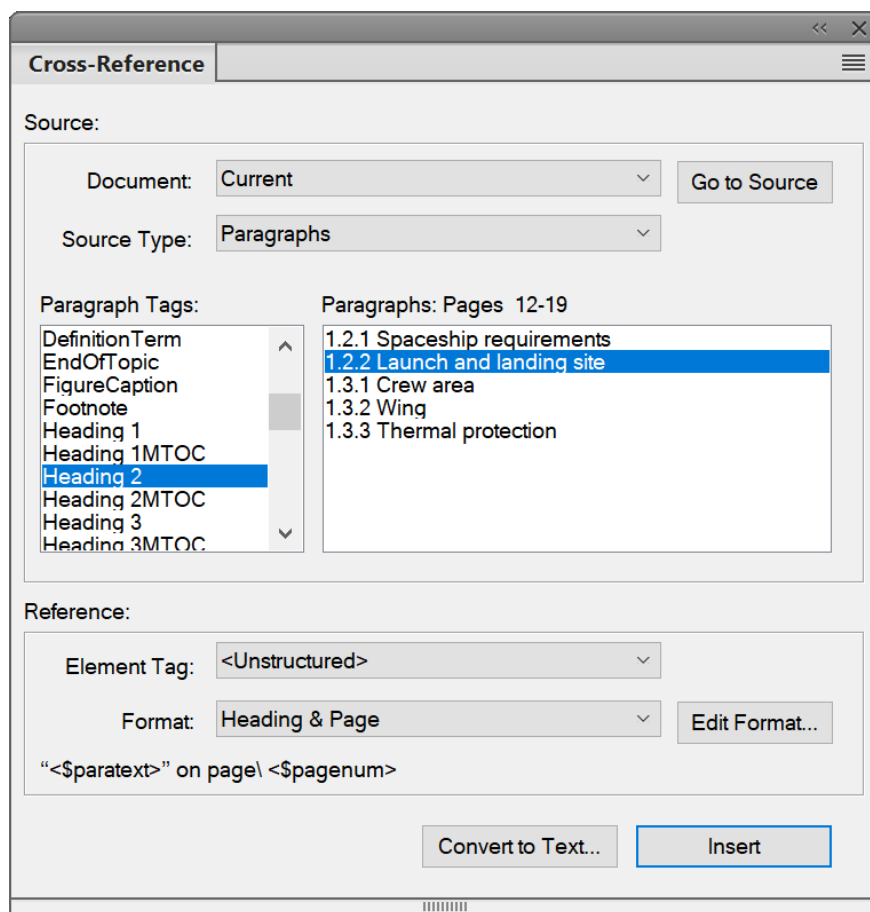 Cross-Reference
Source:
Document: Current Go to Source
Source Type: Paragraphs
Paragraph Tags: Paragraphs: Pages 12-19
DefinitionTerm
EndOfTopic
FigureCaption
Footnote
Heading 1
Heading 1MTOC
Heading 2
Heading 2MTOC
Heading 3
Heading 3MTOC
1.2.1 Spaceship requirements
1.2.2 Launch and landing site
1.3.1 Crew area
1.3.2 Wing
1.3.3 Thermal protection
Reference:
Element Tag: <Unstructured>
Format: Heading & Page Edit Format...
“<$paratext>” on page\ <$pagenum>
Convert to Text... Insert